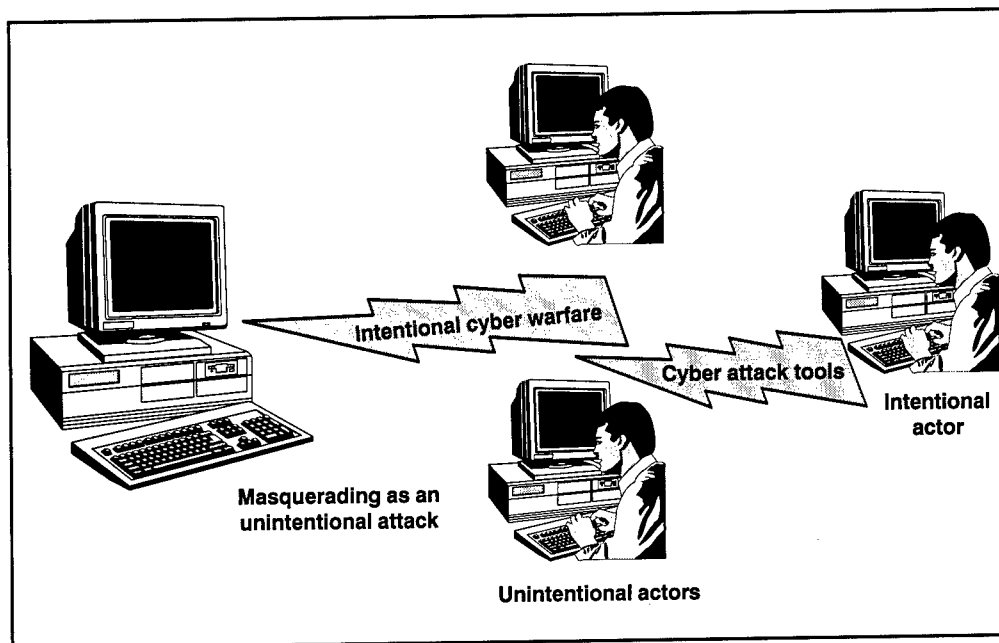 Intentional cyber warfare
Cyber attack tools
Intentional
actor
Masquerading as an
unintentional attack
Unintentional actors